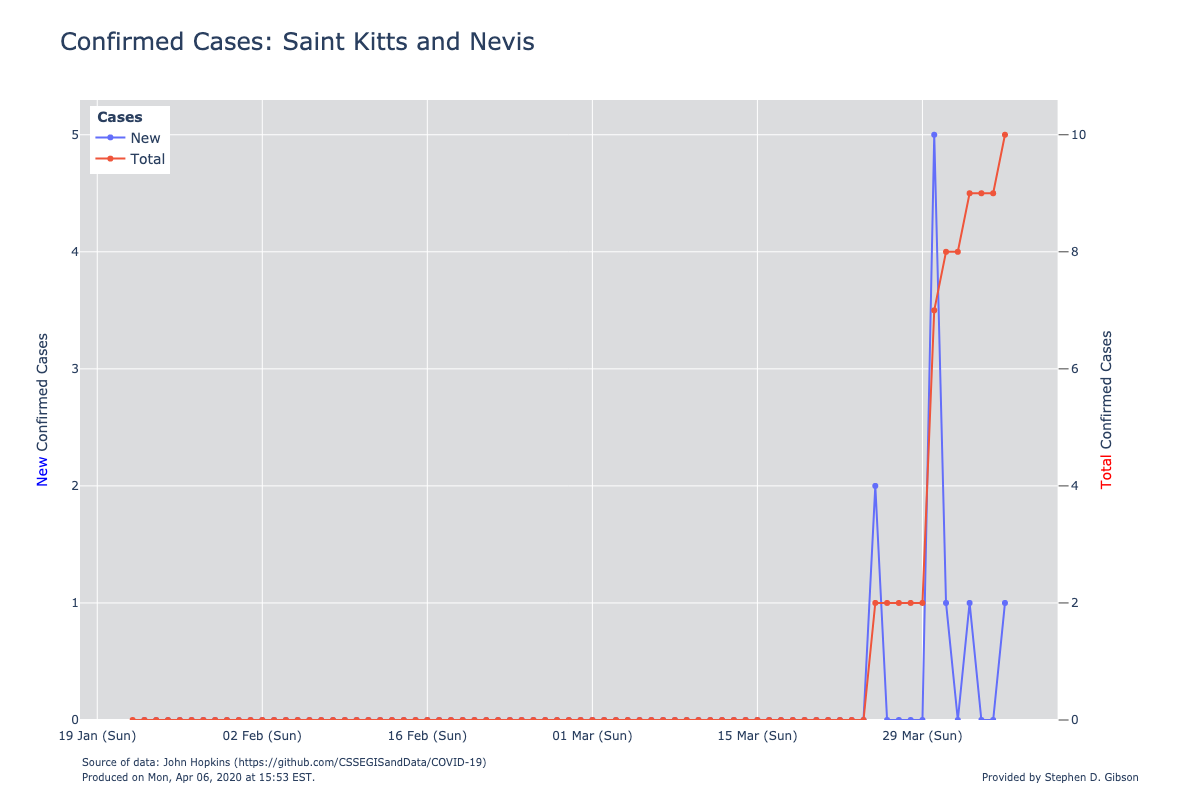 Confirmed Cases: Saint Kitts and Nevis
Cases
New
Total
5
4
3
2
1
0
New Confirmed Cases
10
8
6
4
2
0
Total Confirmed Cases
19 Jan (Sun)
02 Feb (Sun)
16 Feb (Sun)
01 Mar (Sun)
15 Mar (Sun)
29 Mar (Sun)
Source of data: John Hopkins (https://github.com/CSSEGISandData/COVID-19)
Produced on Mon, Apr 06, 2020 at 15:53 EST.
Provided by Stephen D. Gibson